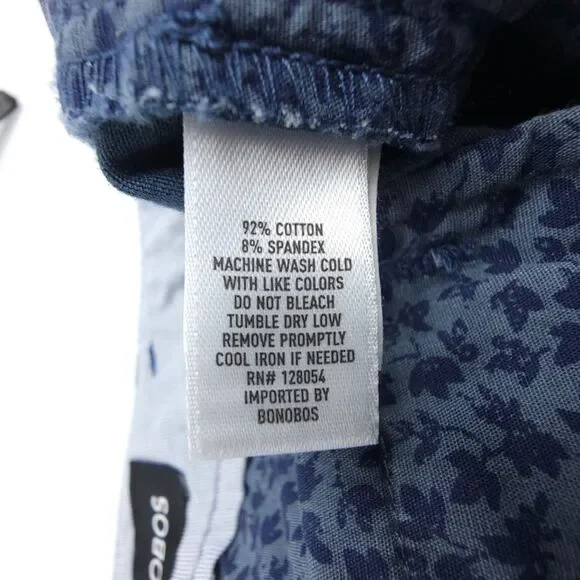 92% COTTON
8% SPANDEX
MACHINE WASH COLD
WITH LIKE COLORS
DO NOT BLEACH
TUMBLE DRY LOW
REMOVE PROMPTLY
COOL IRON IF NEEDED
RN# 128054
IMPORTED BY
BONOBOS
OBOS